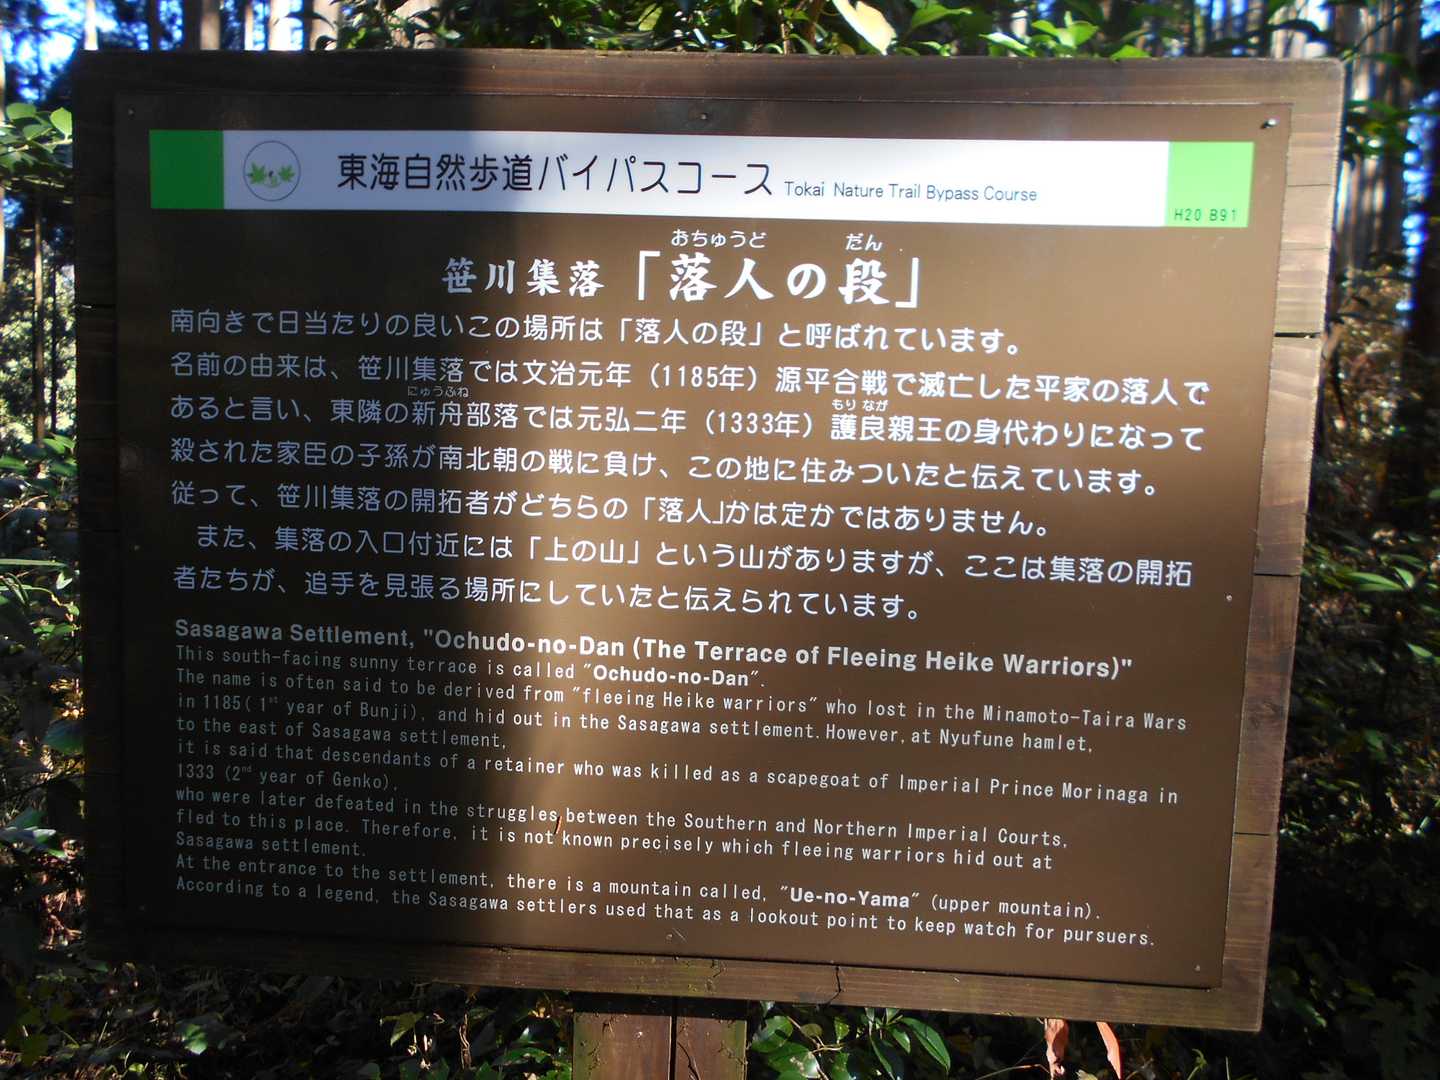 東海自然歩道バイパスコース Tokai Nature Trail Bypass Course
H20 B91
おちゅうど だん
笹川集落「落人の段」
南向きで日当たりの良いこの場所は「落人の段」と呼ばれています。
名前の由来は、笹川集落では文治元年（1185年）源平合戦で滅亡した平家の落人で
にゅうふね もりなが
あると言い、東隣の新舟部落では元弘二年（1333年）護良親王の身代わりになって
殺された家臣の子孫が南北朝の戦に負け、この地に住みついたと伝えています。
従って、笹川集落の開拓者がどちらの「落人」かは定かではありません。
また、集落の入口付近には「上の山」という山がありますが、ここは集落の開拓
者たちが、追手を見張る場所にしていたと伝えられています。
Sasagawa Settlement, "Ochudo-no-Dan (The Terrace of Fleeing Heike Warriors)"
This south-facing sunny terrace is called "Ochudo-no-Dan".
The name is often said to be derived from "fleeing Heike warriors" who lost in the Minamoto-Taira Wars
in 1185( 1st year of Bunji), and hid out in the Sasagawa settlement. However, at Nyufune hamlet,
to the east of Sasagawa settlement,
it is said that descendants of a retainer who was killed as a scapegoat of Imperial Prince Morinaga in
1333 (2nd year of Genko),
who were later defeated in the struggles between the Southern and Northern Imperial Courts,
fled to this place. Therefore, it is not known precisely which fleeing warriors hid out at
Sasagawa settlement.
At the entrance to the settlement, there is a mountain called, "Ue-no-Yama" (upper mountain).
According to a legend, the Sasagawa settlers used that as a lookout point to keep watch for pursuers.